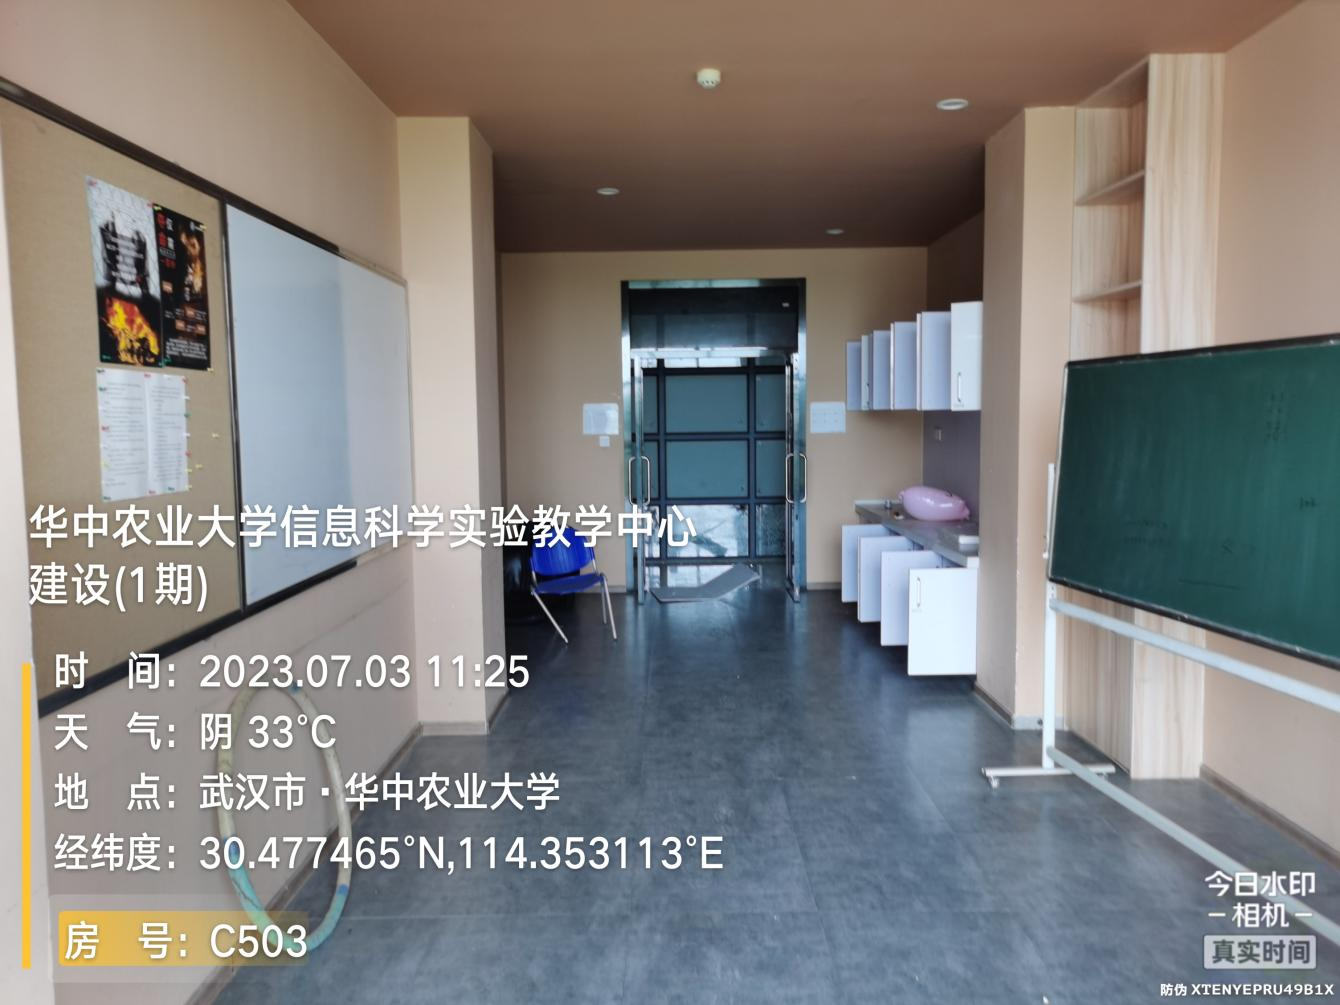 华中农业大学信息科学实验教学中心
建设(1期)
时 间：2023.07.03 11:25
天 气：阴 33°C
地 点：武汉市·华中农业大学
经纬度：30.477465°N,114.353113°E
房 号：C503
今日水印
相机
真实时间
防伪 XTENYEPRU49B1X